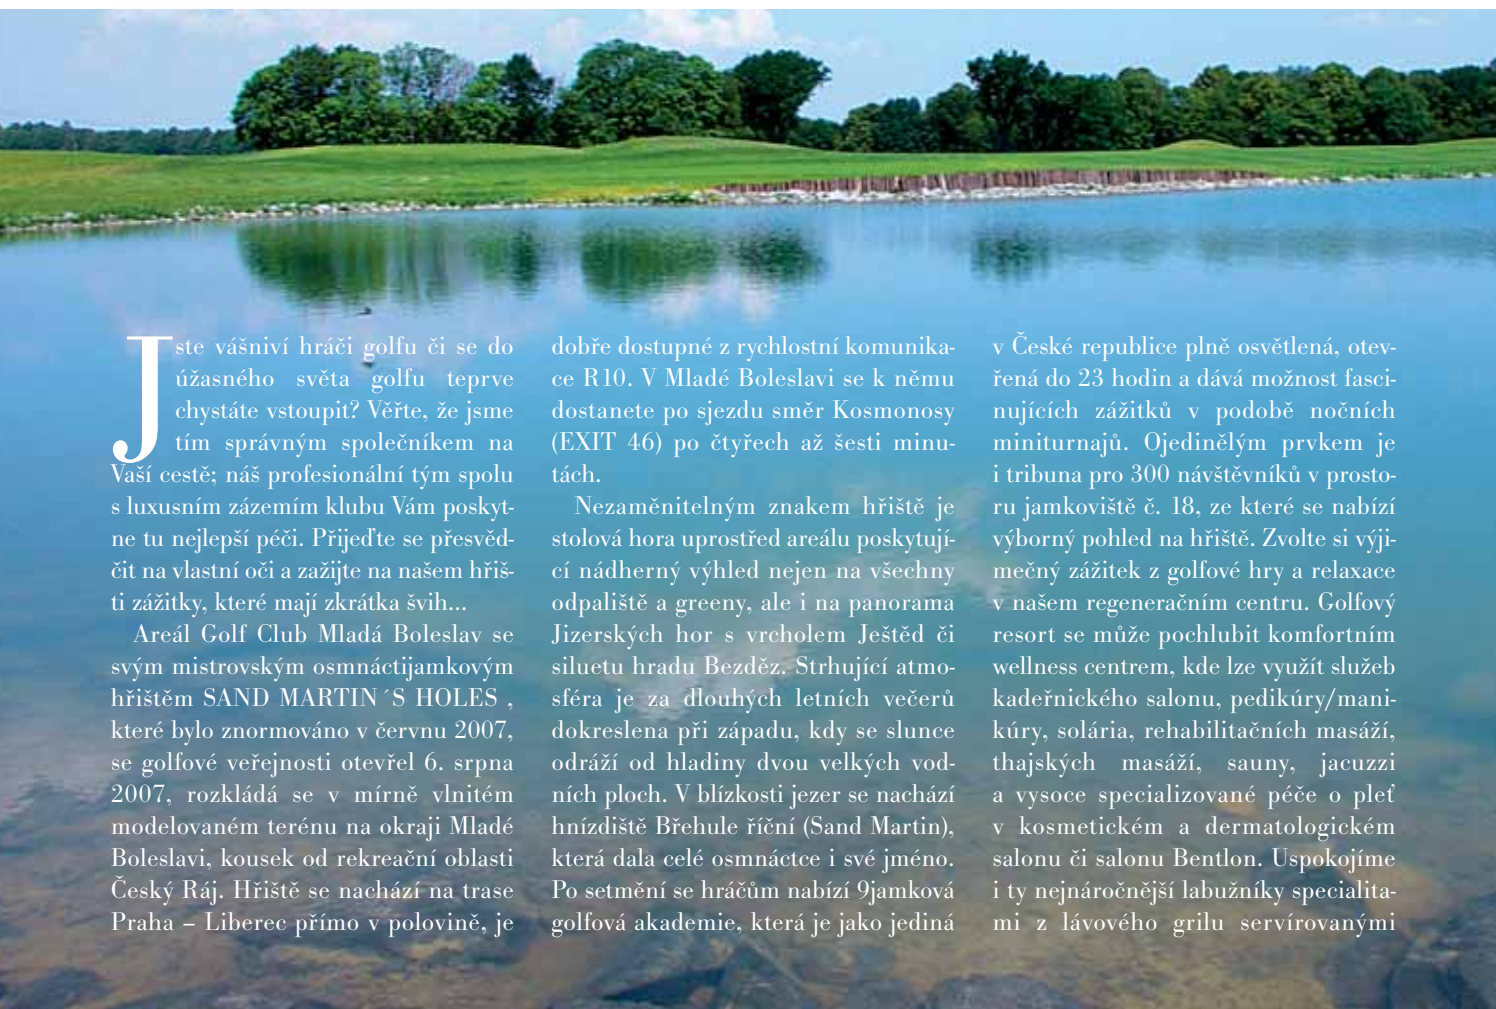 Jste vášniví hráči golfu či se do
úžasného světa golfu teprve
chystáte vstoupit? Věřte, že jsme
tím správným společníkem na
Vaší cestě; náš profesionální tým spolu
s luxusním zázemím klubu Vám poskyt-
ne tu nejlepší péči. Přijeďte se přesvěd-
čit na vlastní oči a zažijte na našem hřiš-
ti zážitky, které mají zkrátka švih...
Areál Golf Club Mladá Boleslav se
svým mistrovským osmnáctijamkovým
hřištěm SAND MARTIN´S HOLES ,
které bylo znormováno v červnu 2007,
se golfové veřejnosti otevřel 6. srpna
2007, rozkládá se v mírně vlnitém
modelovaném terénu na okraji Mladé
Boleslavi, kousek od rekreační oblasti
Český Ráj. Hřiště se nachází na trase
Praha – Liberec přímo v polovině, je
dobře dostupné z rychlostní komunika-
ce R10. V Mladé Boleslavi se k němu
dostanete po sjezdu směr Kosmonosy
(EXIT 46) po čtyřech až šesti minu-
tách.
Nezaměnitelným znakem hřiště je
stolová hora uprostřed areálu poskytují-
cí nádherný výhled nejen na všechny
odpaliště a greeny, ale i na panorama
Jizerských hor s vrcholem Ještěd či
siluetu hradu Bezděz. Strhující atmo-
sféra je za dlouhých letních večerů
dokreslena při západu, kdy se slunce
odráží od hladiny dvou velkých vod-
ních ploch. V blízkosti jezer se nachází
hnízdiště Břehule říční (Sand Martin),
která dala celé osmnáctce i své jméno.
Po setmění se hráčům nabízí 9jamková
golfová akademie, která je jako jediná
v České republice plně osvětlená, otev-
řená do 23 hodin a dává možnost fasci-
nujících zážitků v podobě nočních
miniturnajů. Ojedinělým prvkem je
i tribuna pro 300 návštěvníků v prosto-
ru jamkoviště č. 18, ze které se nabízí
výborný pohled na hřiště. Zvolte si výji-
mečný zážitek z golfové hry a relaxace
v našem regeneračním centru. Golfový
resort se může pochlubit komfortním
wellness centrem, kde lze využít služeb
kadeřnického salonu, pedikúry/mani-
kúry, solária, rehabilitačních masáží,
thajských masáží, sauny, jacuzzi
a vysoce specializované péče o pleť
v kosmetickém a dermatologickém
salonu či salonu Bentlon. Uspokojíme
i ty nejnáročnější labužníky specialita-
mi z lávového grilu servírovanými